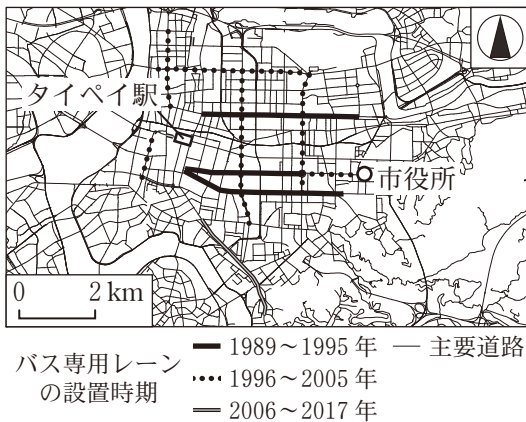 タイペイ駅
市役所
0 2 km
バス専用レーン
の設置時期
1989～1995 年
1996～2005 年
2006～2017 年
主要道路